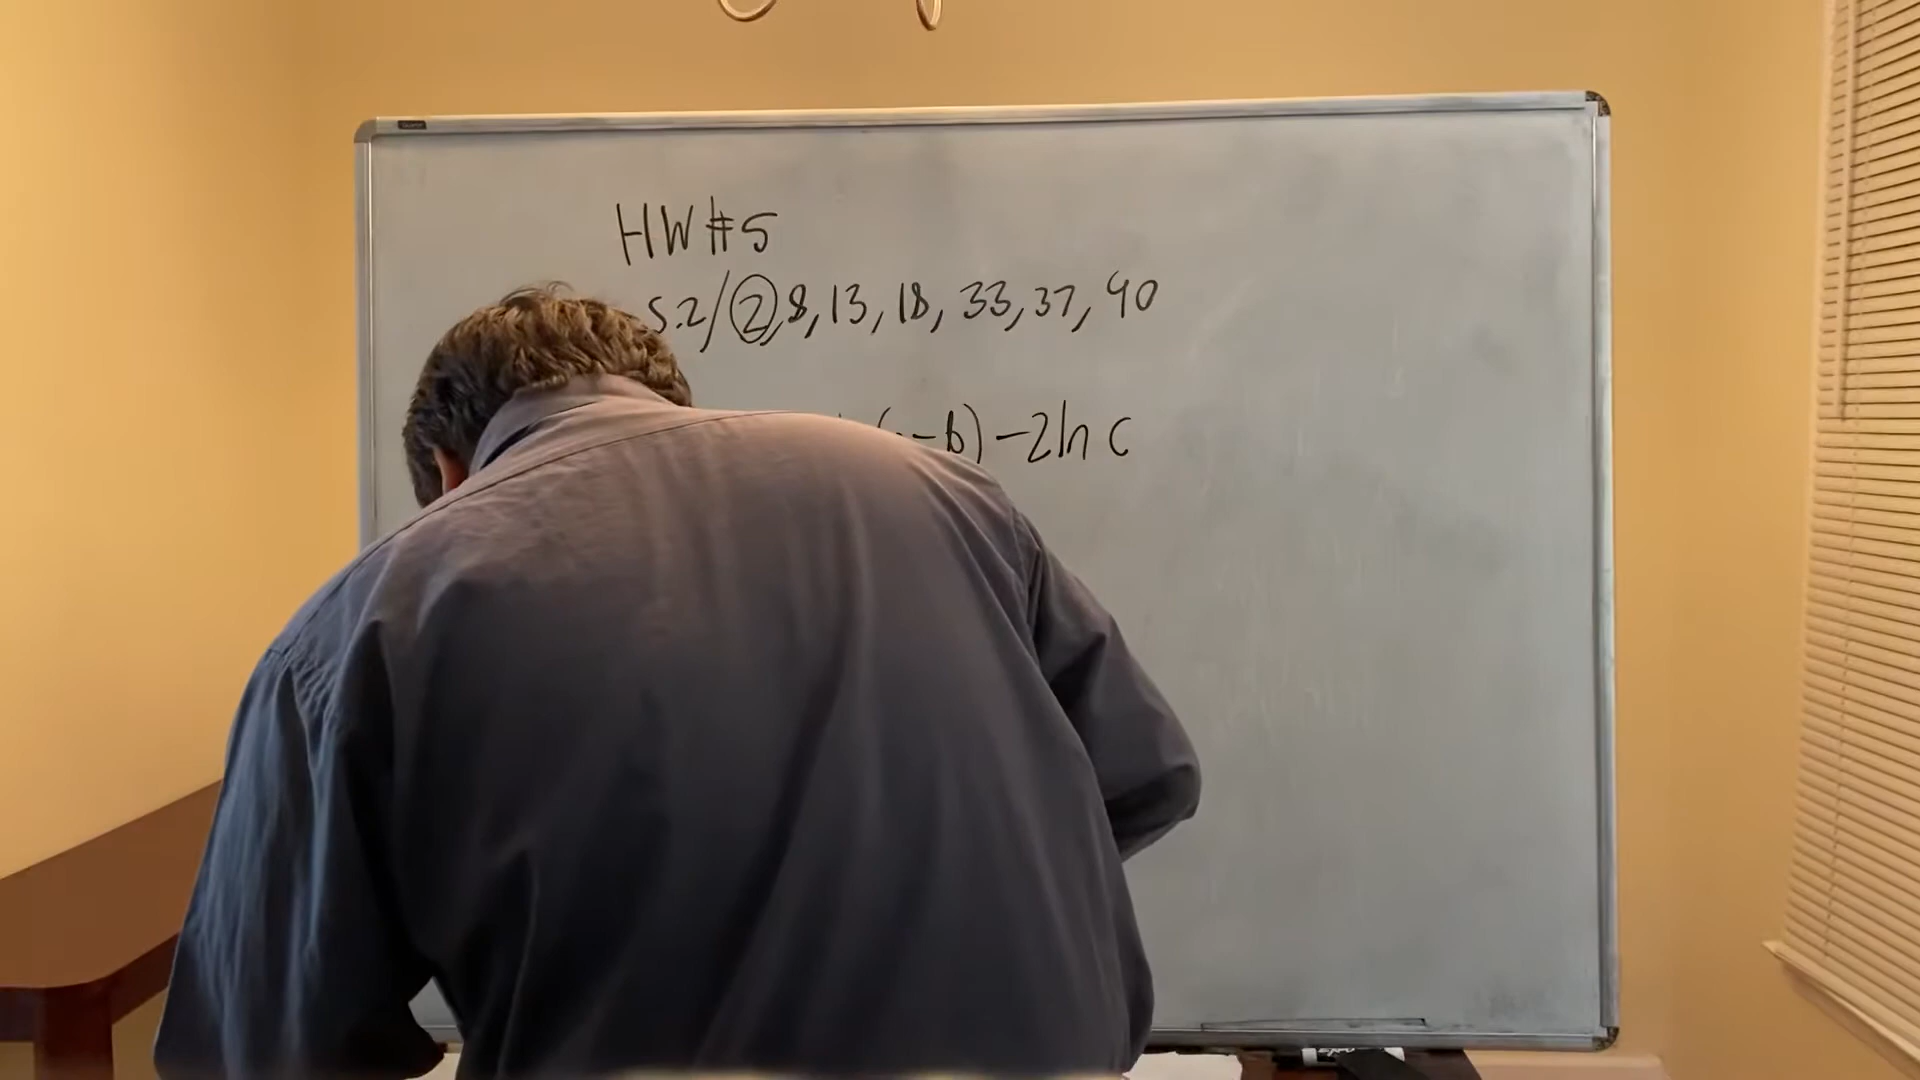 HW #5
5.2/ 2, 8, 13, 18, 33, 37, 40
-b) -2ln c